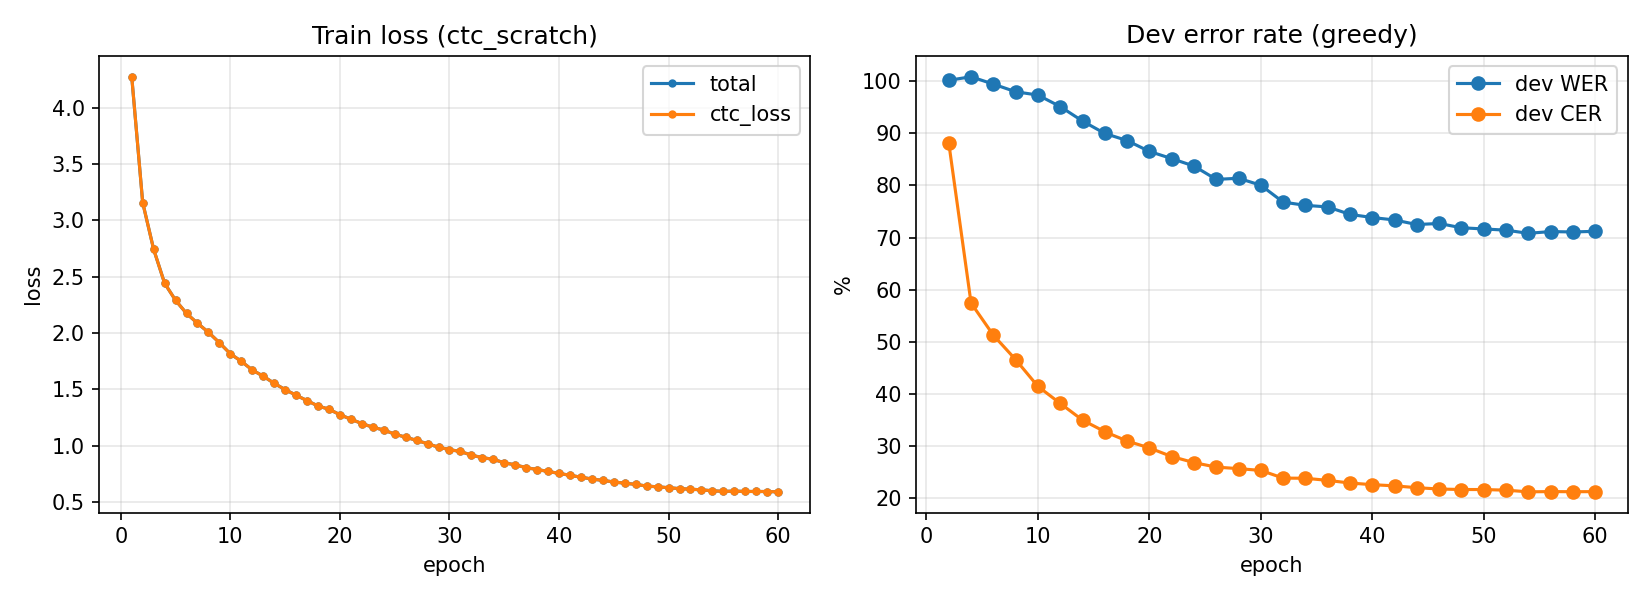 Train loss (ctc_scratch)
total
ctc_loss
4.0
3.5
3.0
2.5
2.0
1.5
1.0
0.5
loss
0 10 20 30 40 50 60
epoch
Dev error rate (greedy)
dev WER
dev CER
100
90
80
70
60
50
40
30
20
%
0 10 20 30 40 50 60
epoch